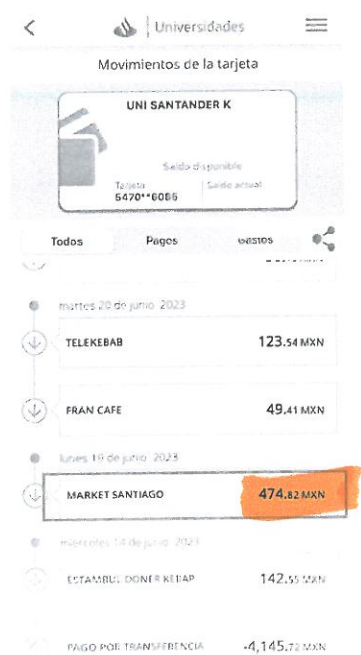 Universidades
Movimientos de la tarjeta
UNI SANTANDER K
Saldo disponible
Tarjeta Saldo actual
5470**6086
Todos Pagos Gastos
martes 20 de junio 2023
TELEKEBAB 123.54 MXN
FRAN CAFE 49.41 MXN
lunes 19 de junio 2023
MARKET SANTIAGO 474.82 MXN
miércoles 14 de junio 2023
ESTAMBUL DONER KEBAP 142.55 MXN
PAGO POR TRANSFERENCIA -4,145.72 MXN